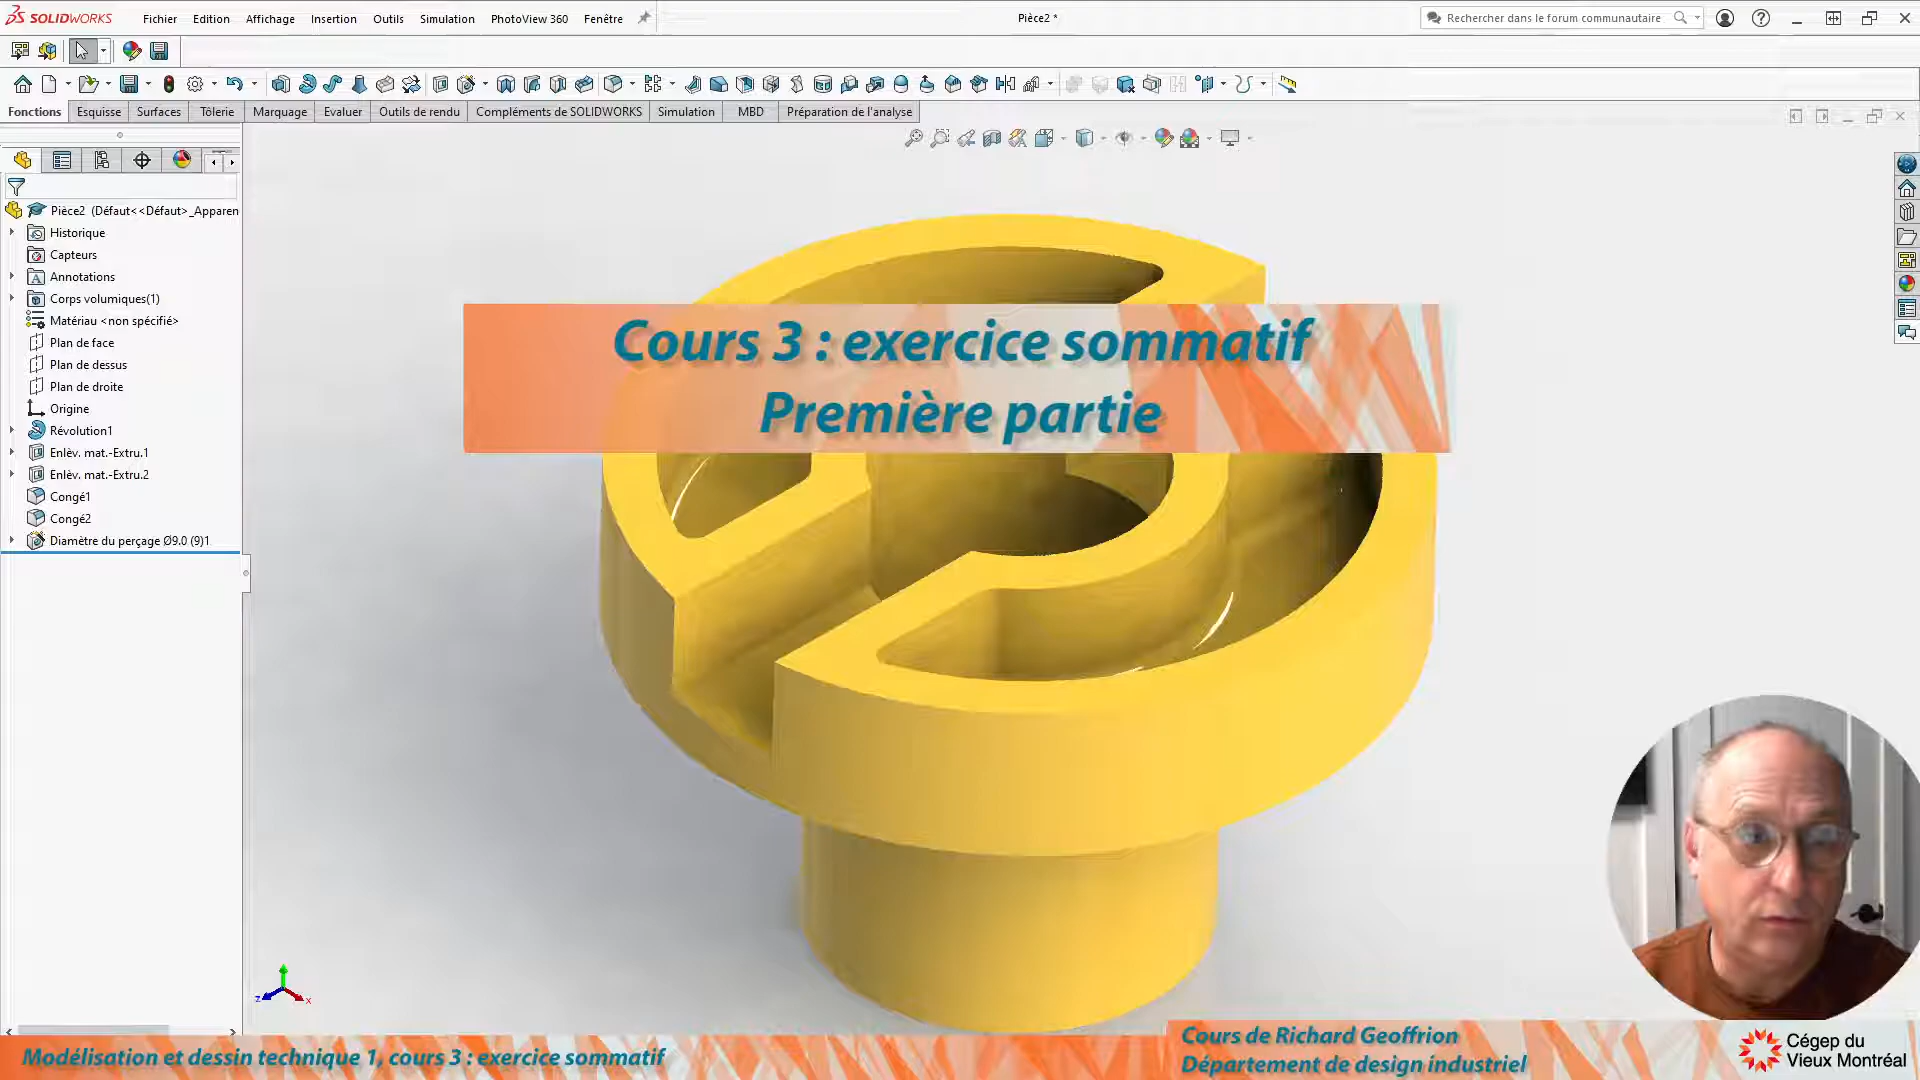 SOLIDWORKS
Fichier Edition Affichage Insertion Outils Simulation PhotoView 360 Fenêtre
Pièce2 *
Rechercher dans le forum communautaire
Fonctions Esquisse Surfaces Tôlerie Marquage Evaluer Outils de rendu Compléments de SOLIDWORKS Simulation MBD Préparation de l'analyse
Pièce2 (Défaut<<Défaut>_Apparen
Historique
Capteurs
Annotations
Corps volumiques(1)
Matériau <non spécifié>
Plan de face
Plan de dessus
Plan de droite
Origine
Révolution1
Enlèv. mat.-Extru.1
Enlèv. mat.-Extru.2
Congé1
Congé2
Diamètre du perçage Ø9.0 (9)1
Cours 3 : exercice sommatif
Première partie
z
x
Modélisation et dessin technique 1, cours 3 : exercice sommatif
Cours de Richard Geoffrion
Département de design industriel
Cégep du
Vieux Montréal